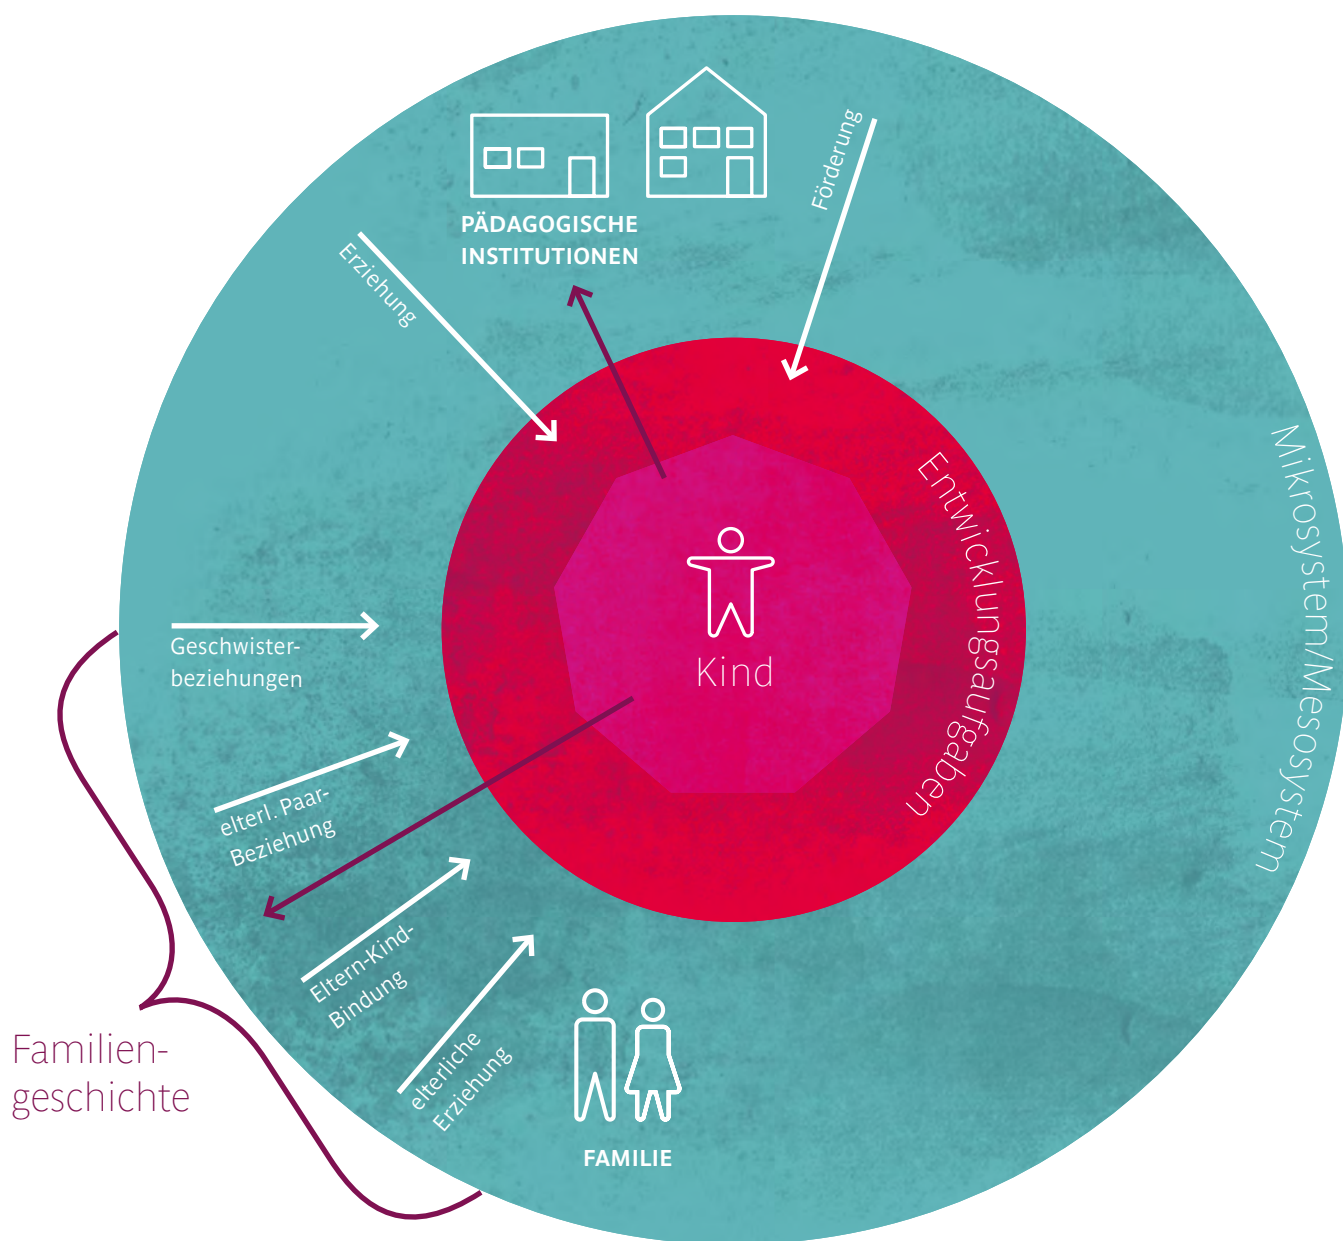 Förderung
PÄDAGOGISCHE
INSTITUTIONEN
Erziehung
Mikrosystem/Mesosystem
Entwicklungsaufgaben
Kind
Geschwister-
beziehungen
elterl. Paar-
Beziehung
Eltern-Kind-
Bindung
elterliche
Erziehung
Familien-
geschichte
FAMILIE